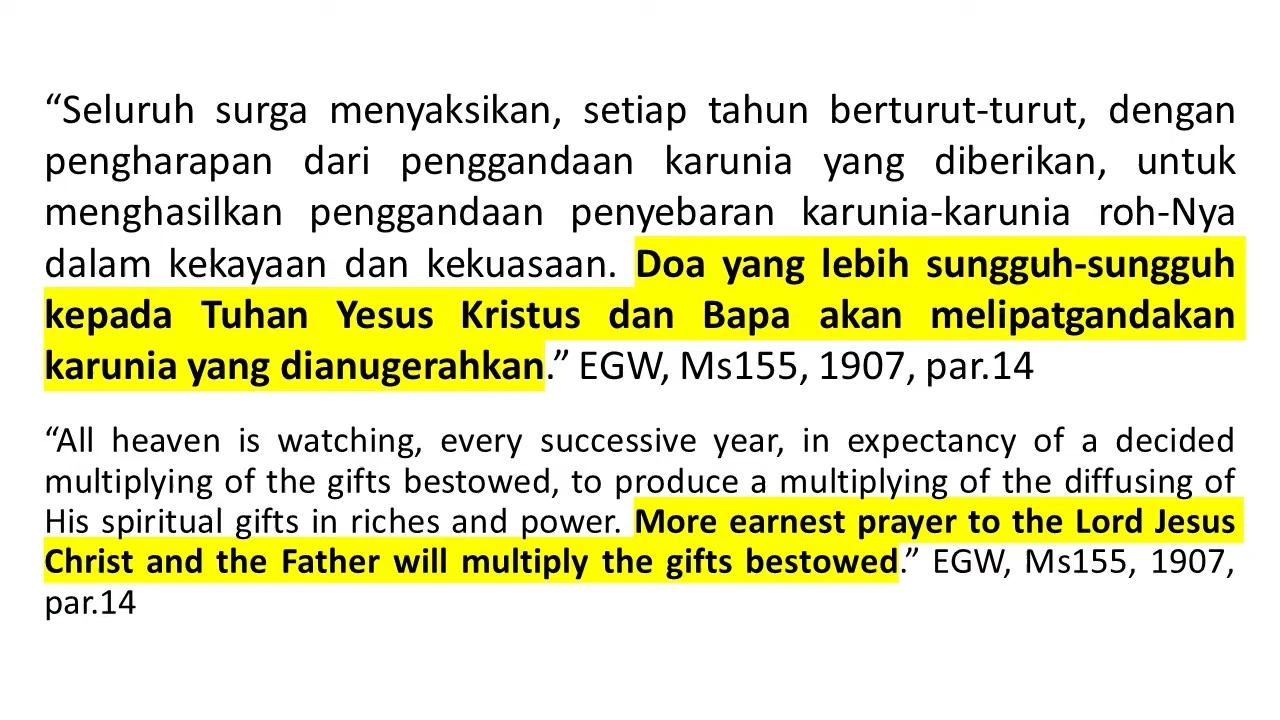 “Seluruh surga menyaksikan, setiap tahun berturut-turut, dengan
pengharapan dari penggandaan karunia yang diberikan, untuk
menghasilkan penggandaan penyebaran karunia-karunia roh-Nya
dalam kekayaan dan kekuasaan. Doa yang lebih sungguh-sungguh
kepada Tuhan Yesus Kristus dan Bapa akan melipatgandakan
karunia yang dianugerahkan.” EGW, Ms155, 1907, par.14
“All heaven is watching, every successive year, in expectancy of a decided
multiplying of the gifts bestowed, to produce a multiplying of the diffusing of
His spiritual gifts in riches and power. More earnest prayer to the Lord Jesus
Christ and the Father will multiply the gifts bestowed.” EGW, Ms155, 1907,
par.14